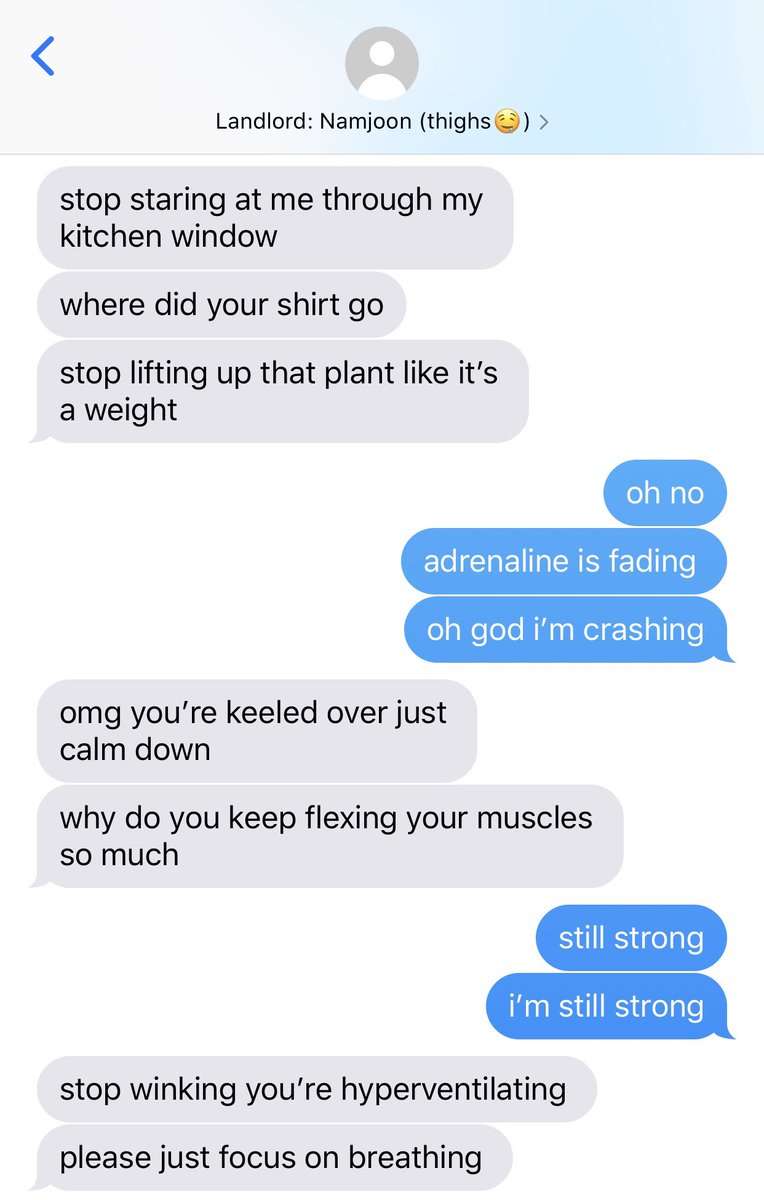 Landlord: Namjoon (thighs🤤)
stop staring at me through my
kitchen window
where did your shirt go
stop lifting up that plant like it’s
a weight
oh no
adrenaline is fading
oh god i’m crashing
omg you’re keeled over just
calm down
why do you keep flexing your muscles
so much
still strong
i’m still strong
stop winking you’re hyperventilating
please just focus on breathing